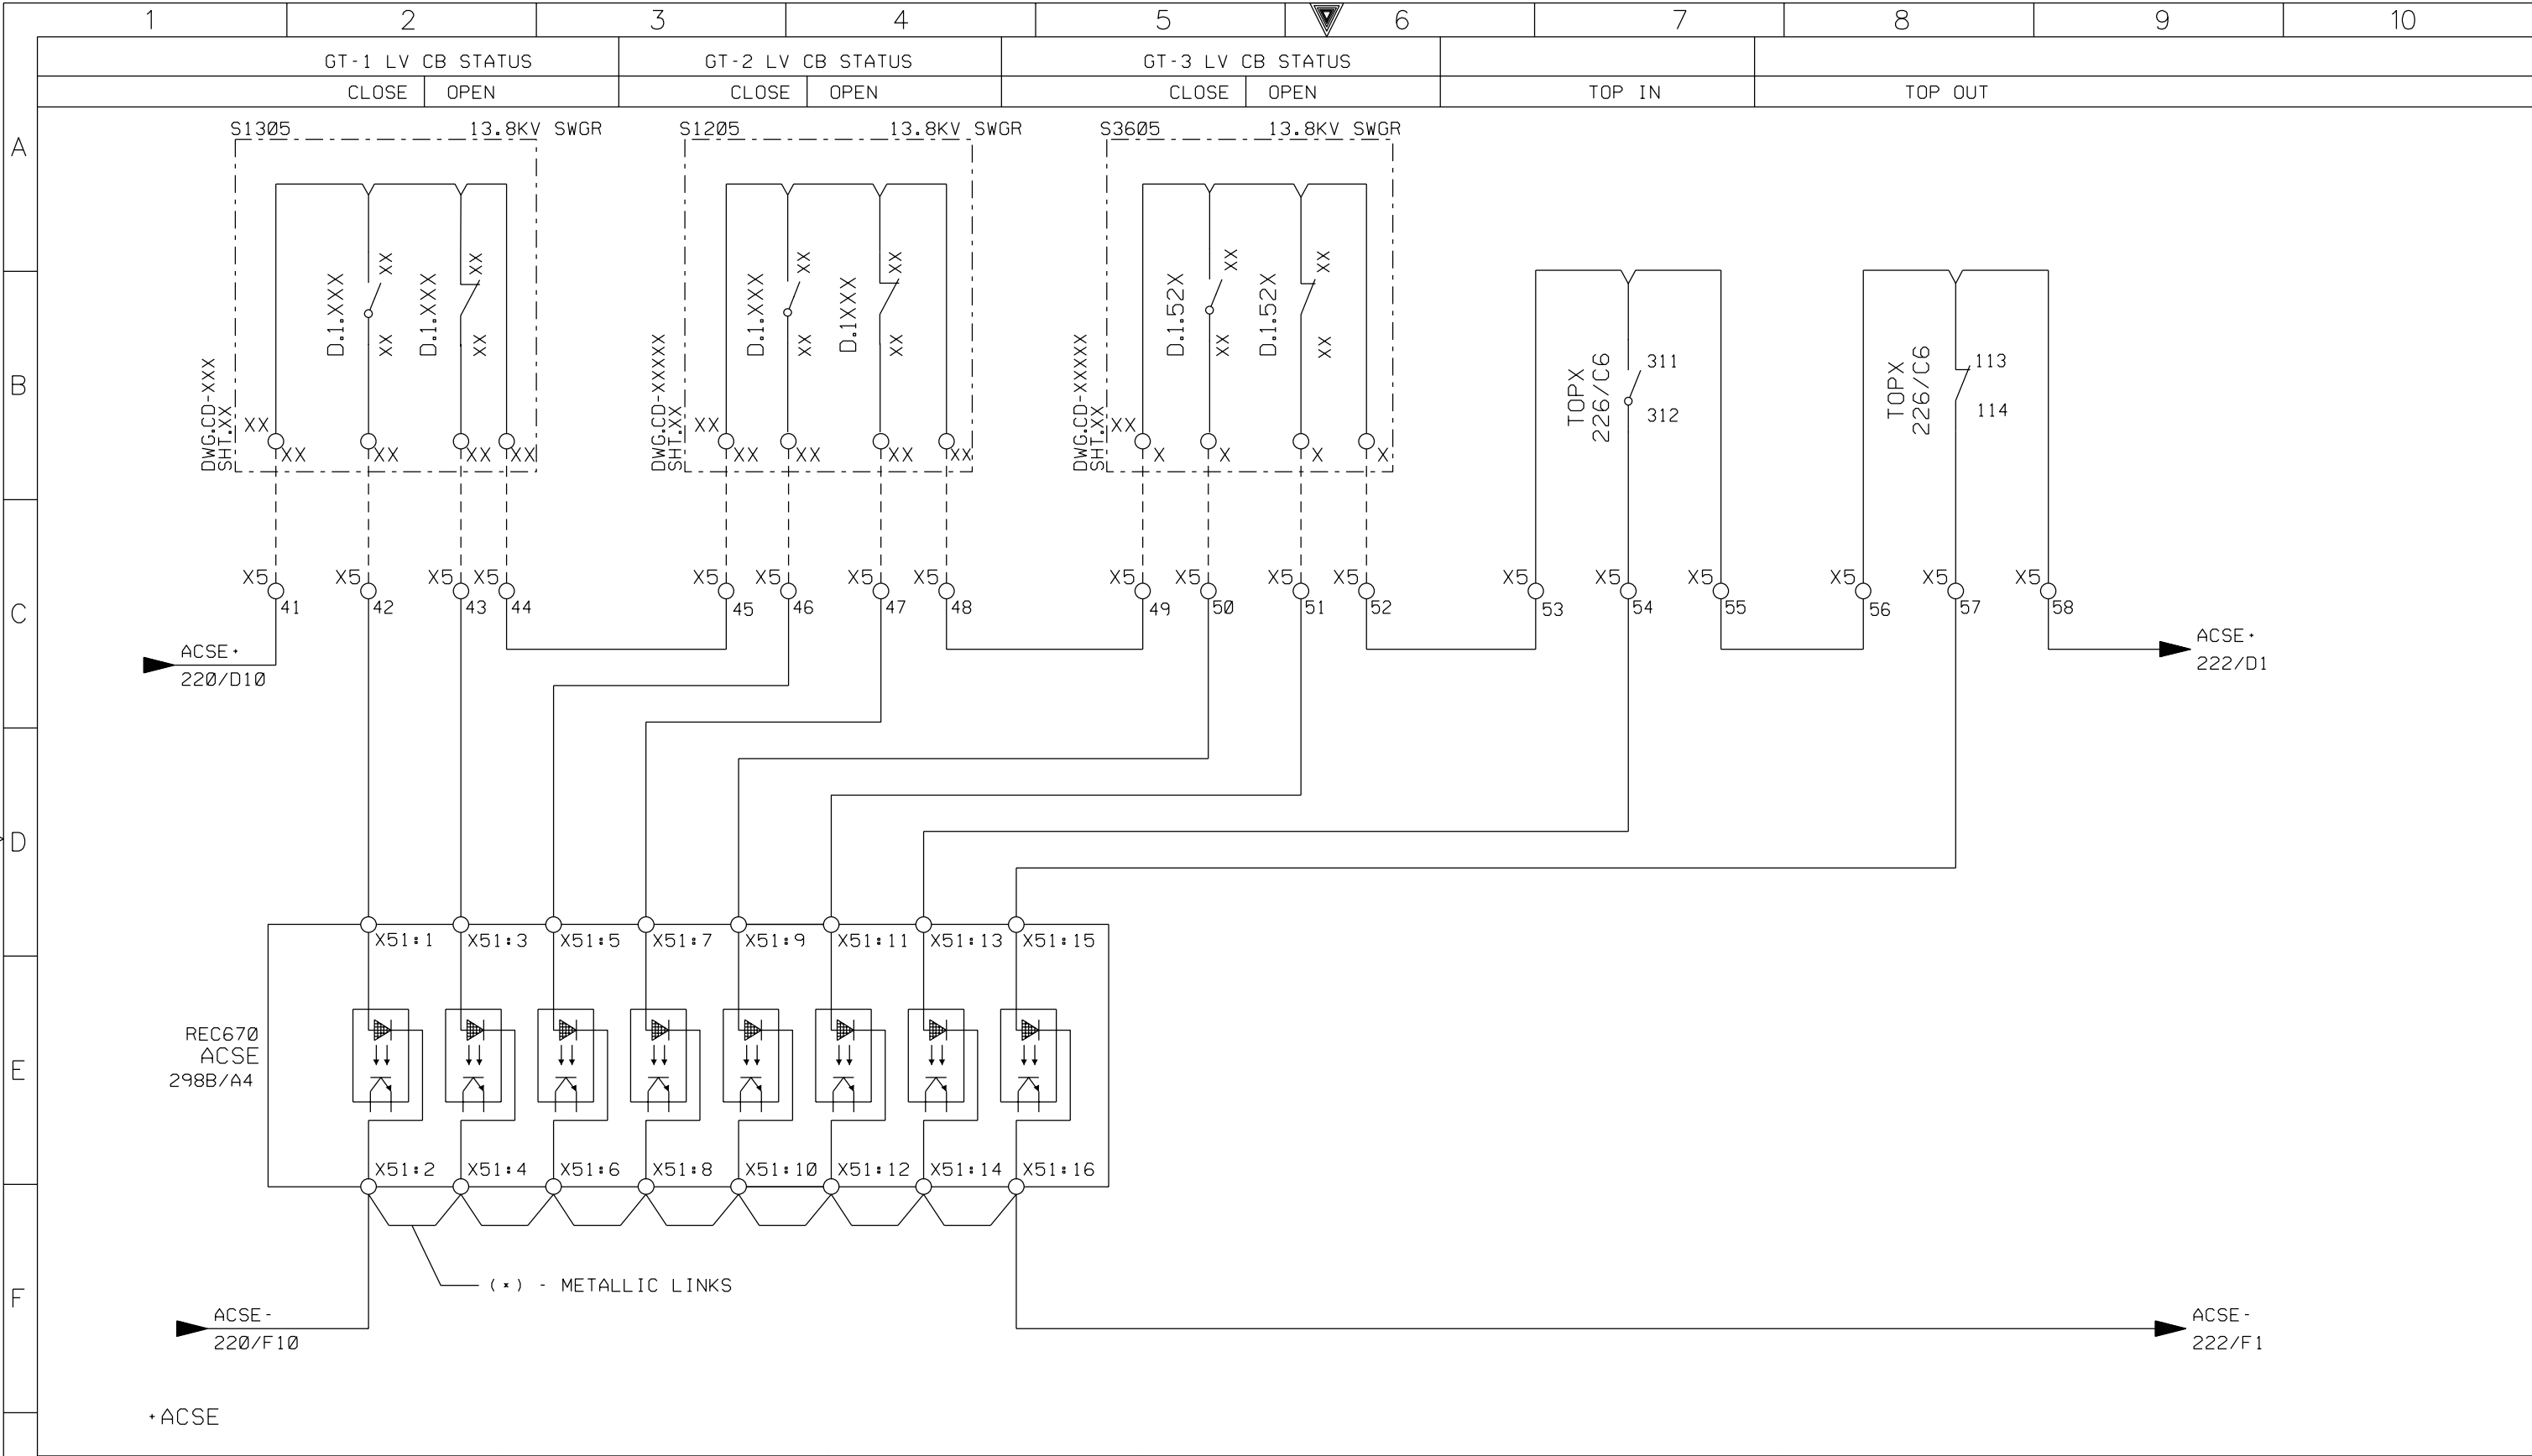 1 2 3 4 5 6 7 8 9 10
GT-1 LV CB STATUS GT-2 LV CB STATUS GT-3 LV CB STATUS
CLOSE OPEN CLOSE OPEN CLOSE OPEN TOP IN TOP OUT
A
S1305 13.8KV SWGR S1205 13.8KV SWGR S3605 13.8KV SWGR
XX XX XX XX XX XX
D.1.XXX D.1.XXX D.1.XXX D.1XXX D.1.52X D.1.52X
XX XX XX XX XX XX
B
TOPX
226/C6
311
312
TOPX
226/C6
113
114
DWG.CD-XXX
SHT.XX
DWG.CD-XXXXX
SHT.XX
DWG.CD-XXXXX
SHT.XX
XX XX XX
XX XX XX XX XX XX XX XX X X X X
X5 X5 X5 X5 X5 X5 X5 X5 X5 X5 X5 X5 X5 X5 X5 X5 X5 X5
41 42 43 44 45 46 47 48 49 50 51 52 53 54 55 56 57 58
C
ACSE+
220/D10
ACSE+
222/D1
D
X51:1 X51:3 X51:5 X51:7 X51:9 X51:11 X51:13 X51:15
REC670
ACSE
298B/A4
E
X51:2 X51:4 X51:6 X51:8 X51:10 X51:12 X51:14 X51:16
(*) - METALLIC LINKS
F
ACSE-
220/F10
ACSE-
222/F1
+ACSE